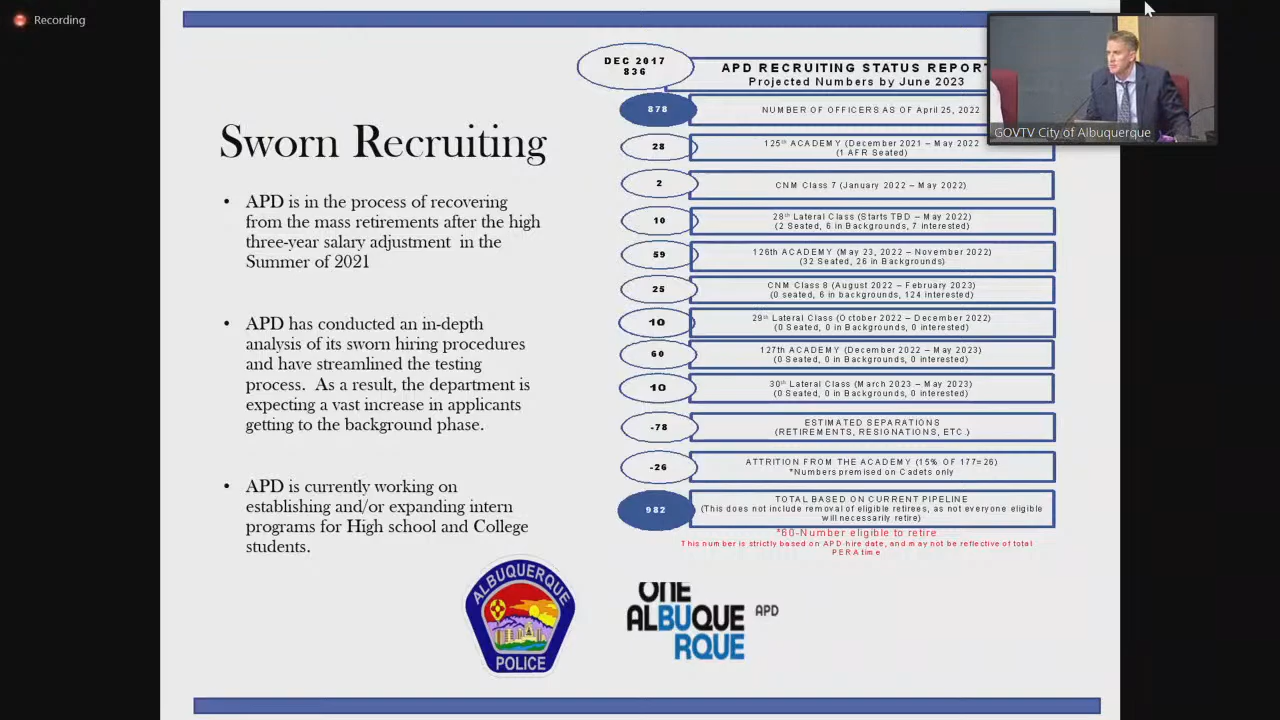 Recording
Sworn Recruiting
• APD is in the process of recovering
from the mass retirements after the high
three-year salary adjustment in the
Summer of 2021
• APD has conducted an in-depth
analysis of its sworn hiring procedures
and have streamlined the testing
process. As a result, the department is
expecting a vast increase in applicants
getting to the background phase.
• APD is currently working on
establishing and/or expanding intern
programs for High school and College
students.
DEC 2017
836
APD RECRUITING STATUS REPORT
Projected Numbers by June 2023
878
NUMBER OF OFFICERS AS OF April 25, 2022
28
125th ACADEMY (December 2021 – May 2022
(1 AFR Seated)
2
CNM Class 7 (January 2022 – May 2022)
10
28th Lateral Class (Starts TBD – May 2022)
(2 Seated, 6 in Backgrounds, 7 interested)
59
126th ACADEMY (May 23, 2022 – November 2022)
(32 Seated, 26 in Backgrounds)
25
CNM Class 8 (August 2022 – February 2023)
(0 seated, 6 in backgrounds, 124 interested)
10
29th Lateral Class (October 2022 – December 2022)
(0 Seated, 0 in Backgrounds, 0 interested)
60
127th ACADEMY (December 2022 – May 2023)
(0 Seated, 0 in Backgrounds, 0 interested)
10
30th Lateral Class (March 2023 – May 2023)
(0 Seated, 0 in Backgrounds, 0 interested)
-78
ESTIMATED SEPARATIONS
(RETIREMENTS, RESIGNATIONS, ETC.)
-26
ATTRITION FROM THE ACADEMY (15% OF 177=26)
*Numbers premised on Cadets only
982
TOTAL BASED ON CURRENT PIPELINE
(This does not include removal of eligible retirees, as not everyone eligible
will necessarily retire)
*60-Number eligible to retire
This number is strictly based on APD hire date, and may not be reflective of total
PERA time
GOVTV City of Albuquerque
ALBUQUERQUE
POLICE
ONE
ALBUQUE
RQUE
APD